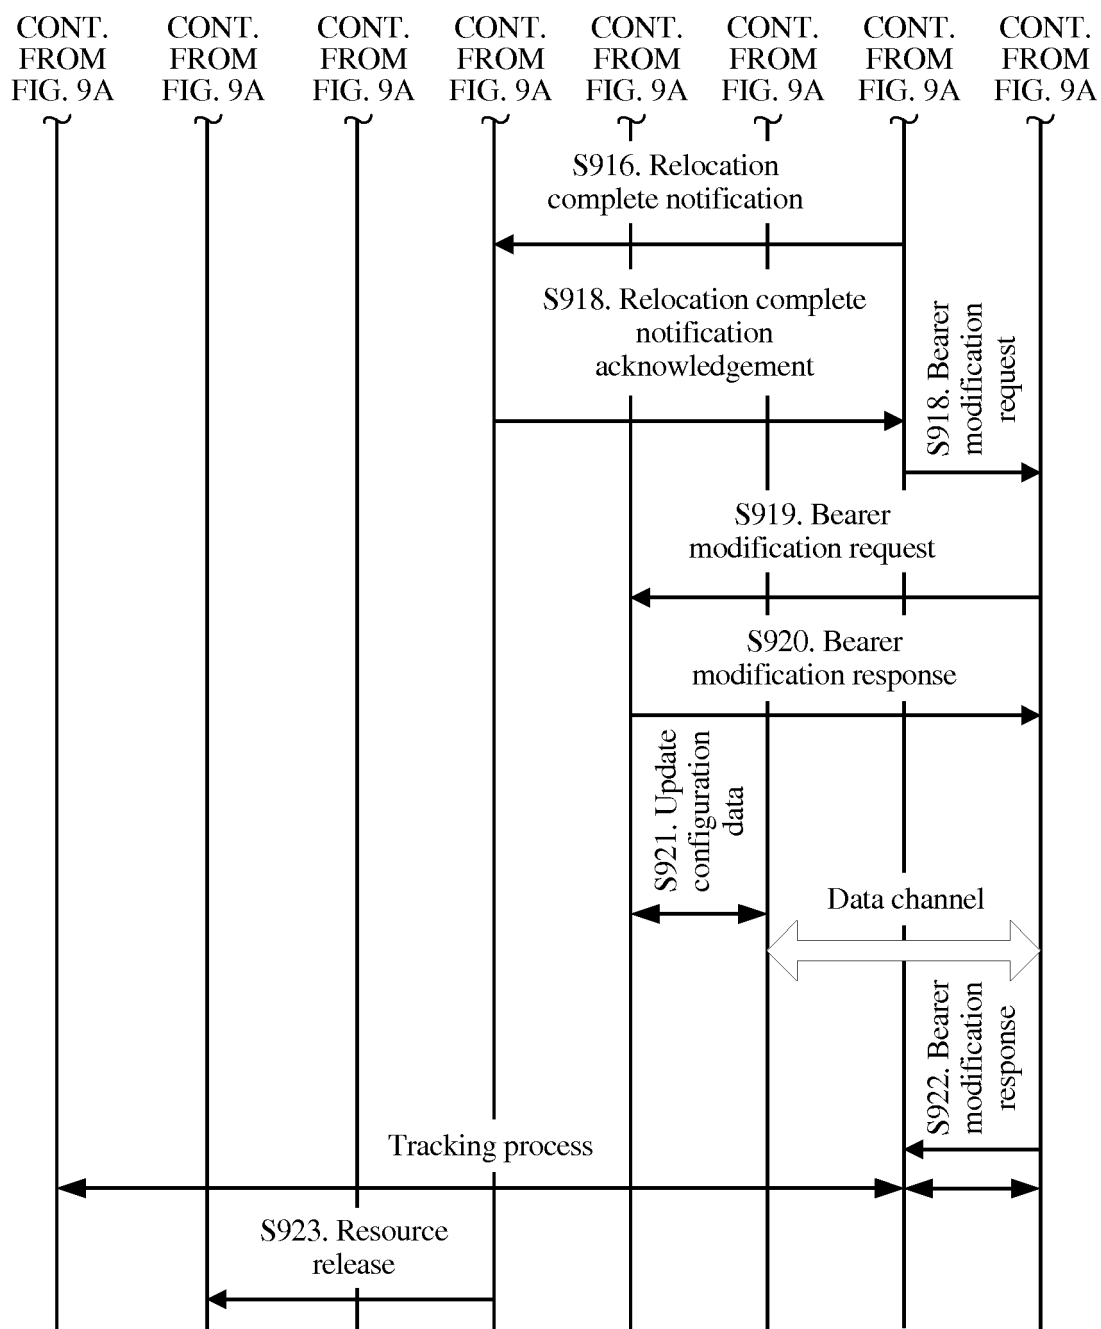 CONT. FROM FIG. 9A
CONT. FROM FIG. 9A
CONT. FROM FIG. 9A
CONT. FROM FIG. 9A
CONT. FROM FIG. 9A
CONT. FROM FIG. 9A
CONT. FROM FIG. 9A
CONT. FROM FIG. 9A
S916. Relocation
complete notification
S918. Relocation complete
notification
acknowledgement
S918. Bearer
modification
request
S919. Bearer
modification request
S920. Bearer
modification response
S921. Update
configuration
data
Data channel
S922. Bearer
modification
response
Tracking process
S923. Resource
release